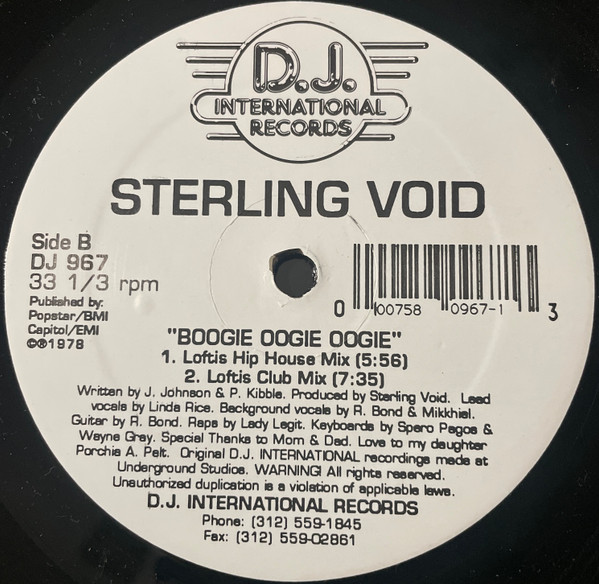 D.J.
INTERNATIONAL
RECORDS
STERLING VOID
Side B
DJ 967
33 1/3 rpm
Published by:
Popstar/BMI
Capitol/EMI
©℗1978
0 00758 0967-1 3
"BOOGIE OOGIE OOGIE"
1. Loftis Hip House Mix (5:56)
2. Loftis Club Mix (7:35)
Written by J. Johnson & P. Kibble. Produced by Sterling Void. Lead
vocals by Linda Rice. Background vocals by R. Bond & Mikkhiel.
Guitar by R. Bond. Raps by Lady Legit. Keyboards by Spero Pagos &
Wayne Gray. Special Thanks to Mom & Dad. Love to my daughter
Porchia A. Pelt. Original D.J. INTERNATIONAL recordings made at
Underground Studios. WARNING! All rights reserved.
Unauthorized duplication is a violation of applicable laws.
D.J. INTERNATIONAL RECORDS
Phone: (312) 559-1845
Fax: (312) 559-02861